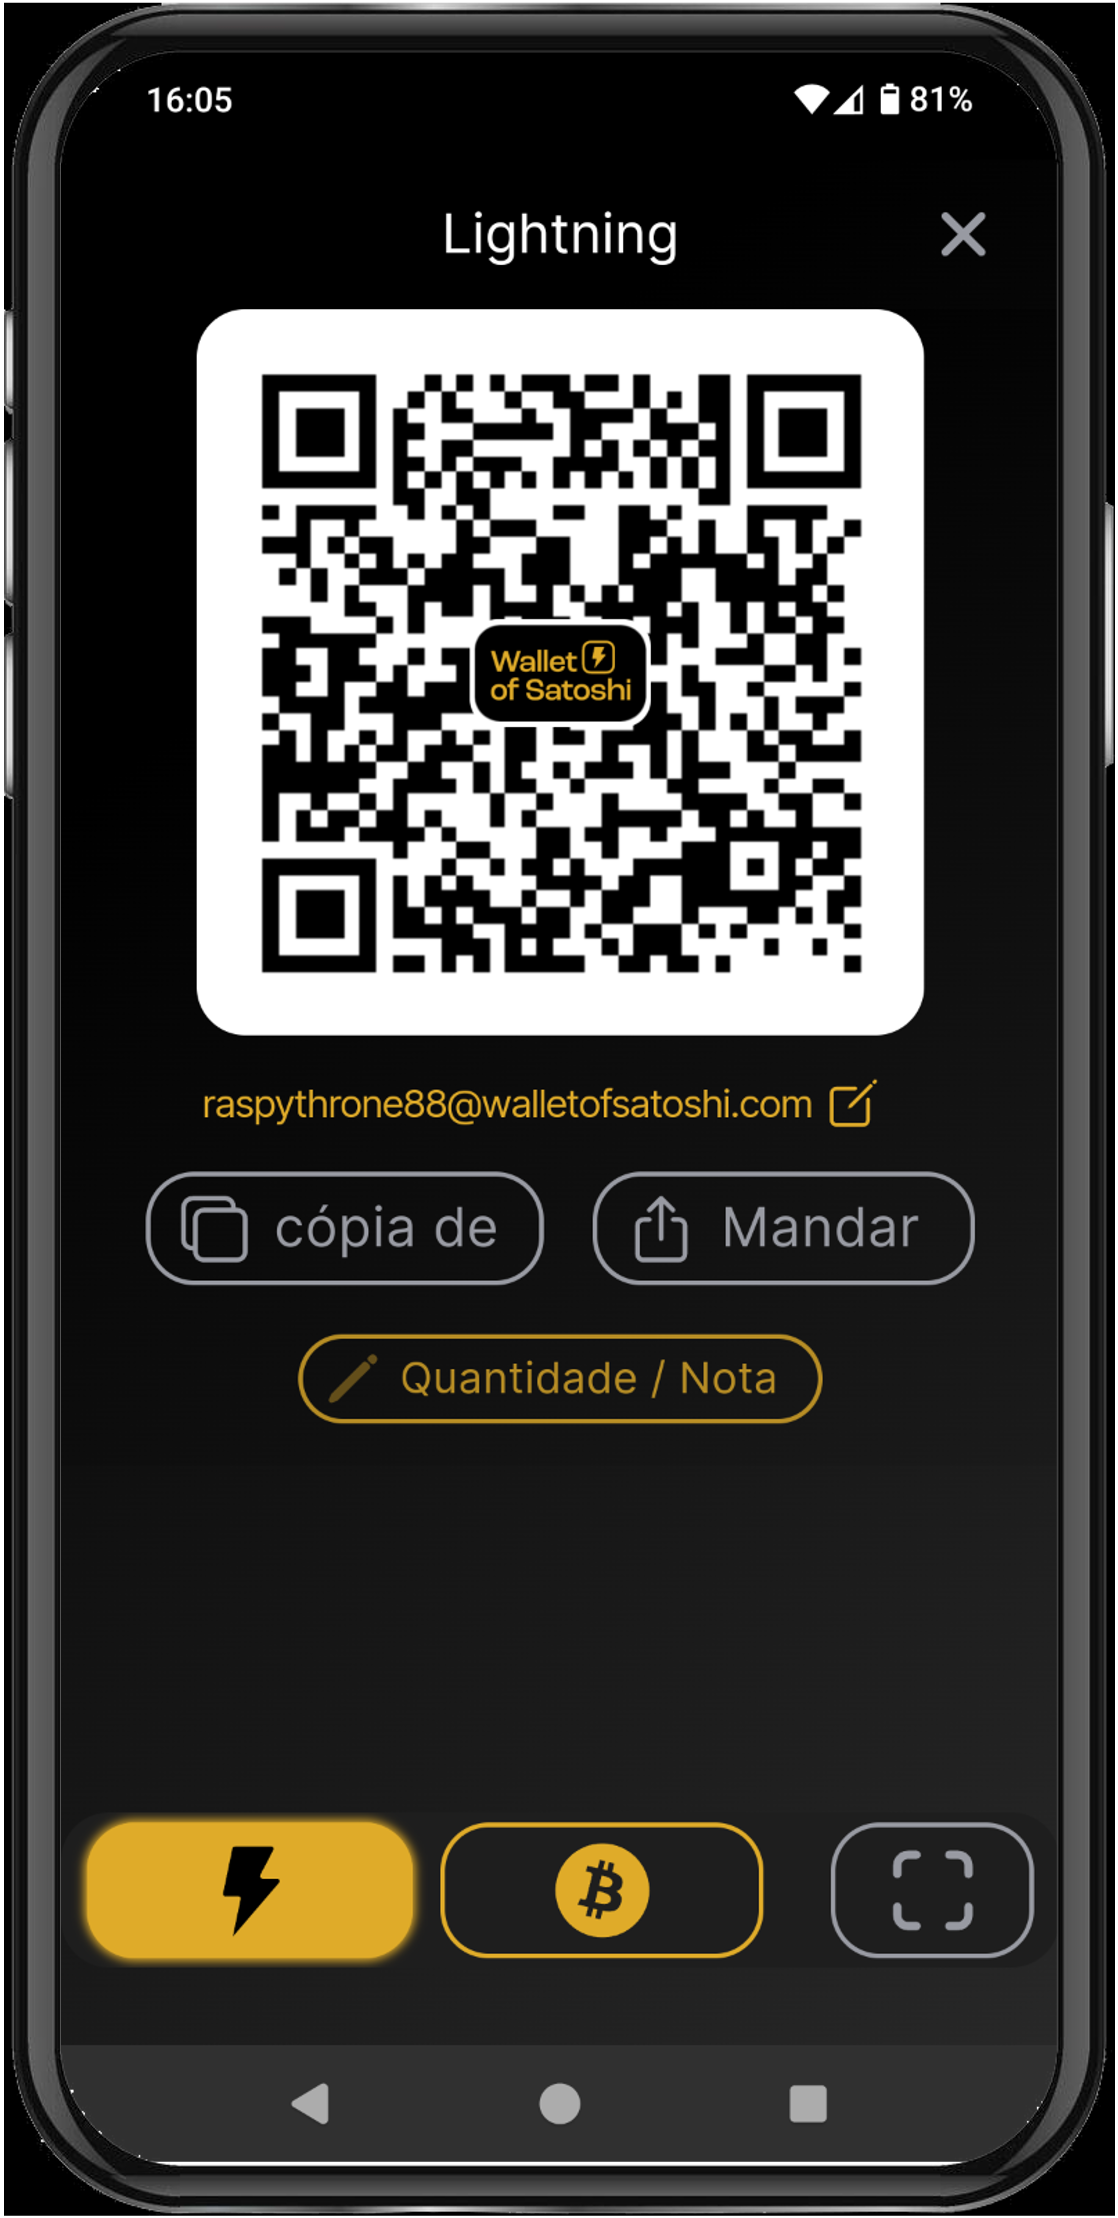 16:05
81%
Lightning
Wallet
of Satoshi
raspythrone88@walletofsatoshi.com
cópia de
Mandar
Quantidade / Nota